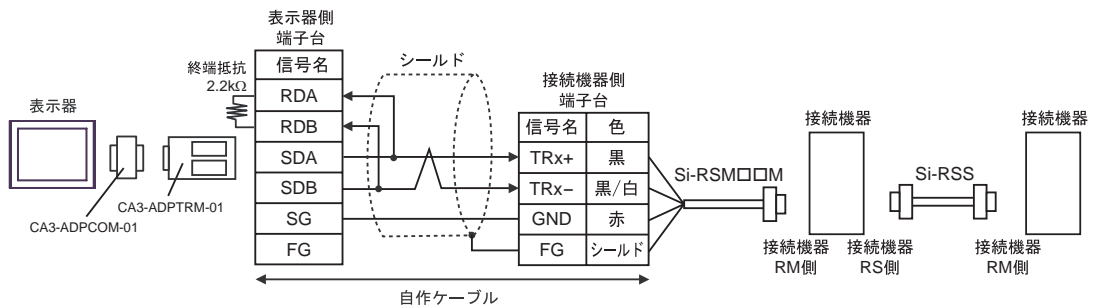 表示器
CA3-ADPCOM-01
CA3-ADPTRM-01
終端抵抗
2.2kΩ
表示器側
端子台
信号名
RDA
RDB
SDA
SDB
SG
FG
シールド
自作ケーブル
接続機器側
端子台
信号名 色
TRx+ 黒
TRx− 黒/白
GND 赤
FG シールド
Si-RSM□□M
接続機器
接続機器
RM側
接続機器
RS側
Si-RSS
接続機器
接続機器
RM側